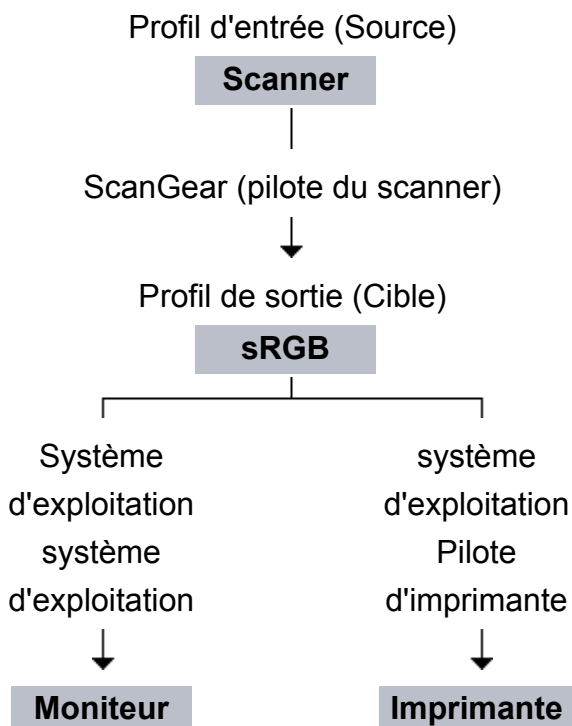 Profil d'entrée (Source)
Scanner
ScanGear (pilote du scanner)
Profil de sortie (Cible)
sRGB
Système
d'exploitation
système
d'exploitation
système
d'exploitation
Pilote
d'imprimante
Moniteur
Imprimante